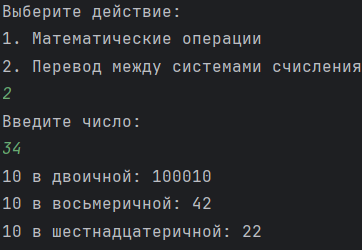 Выберите действие:
1. Математические операции
2. Перевод между системами счисления
2
Введите число:
34
10 в двоичной: 100010
10 в восьмеричной: 42
10 в шестнадцатеричной: 22